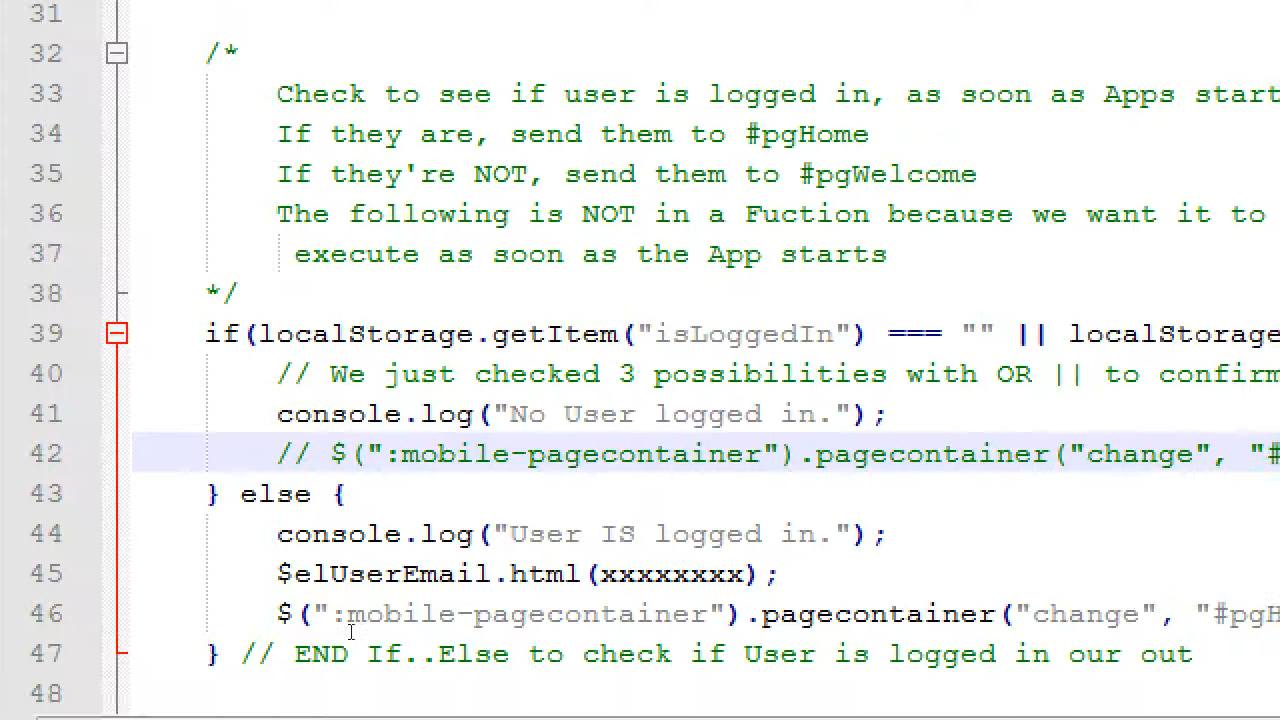 31
32 /*
33 Check to see if user is logged in, as soon as Apps start
34 If they are, send them to #pgHome
35 If they're NOT, send them to #pgWelcome
36 The following is NOT in a Fuction because we want it to
37 execute as soon as the App starts
38 */
39 if(localStorage.getItem("isLoggedIn") === "" || localStorage
40 // We just checked 3 possibilities with OR || to confirm
41 console.log("No User logged in.");
42 // $(":mobile-pagecontainer").pagecontainer("change", "#
43 } else {
44 console.log("User IS logged in.");
45 $elUserEmail.html(xxxxxxxx);
46 $(":mobile-pagecontainer").pagecontainer("change", "#pgH
47 } // END If..Else to check if User is logged in our out
48